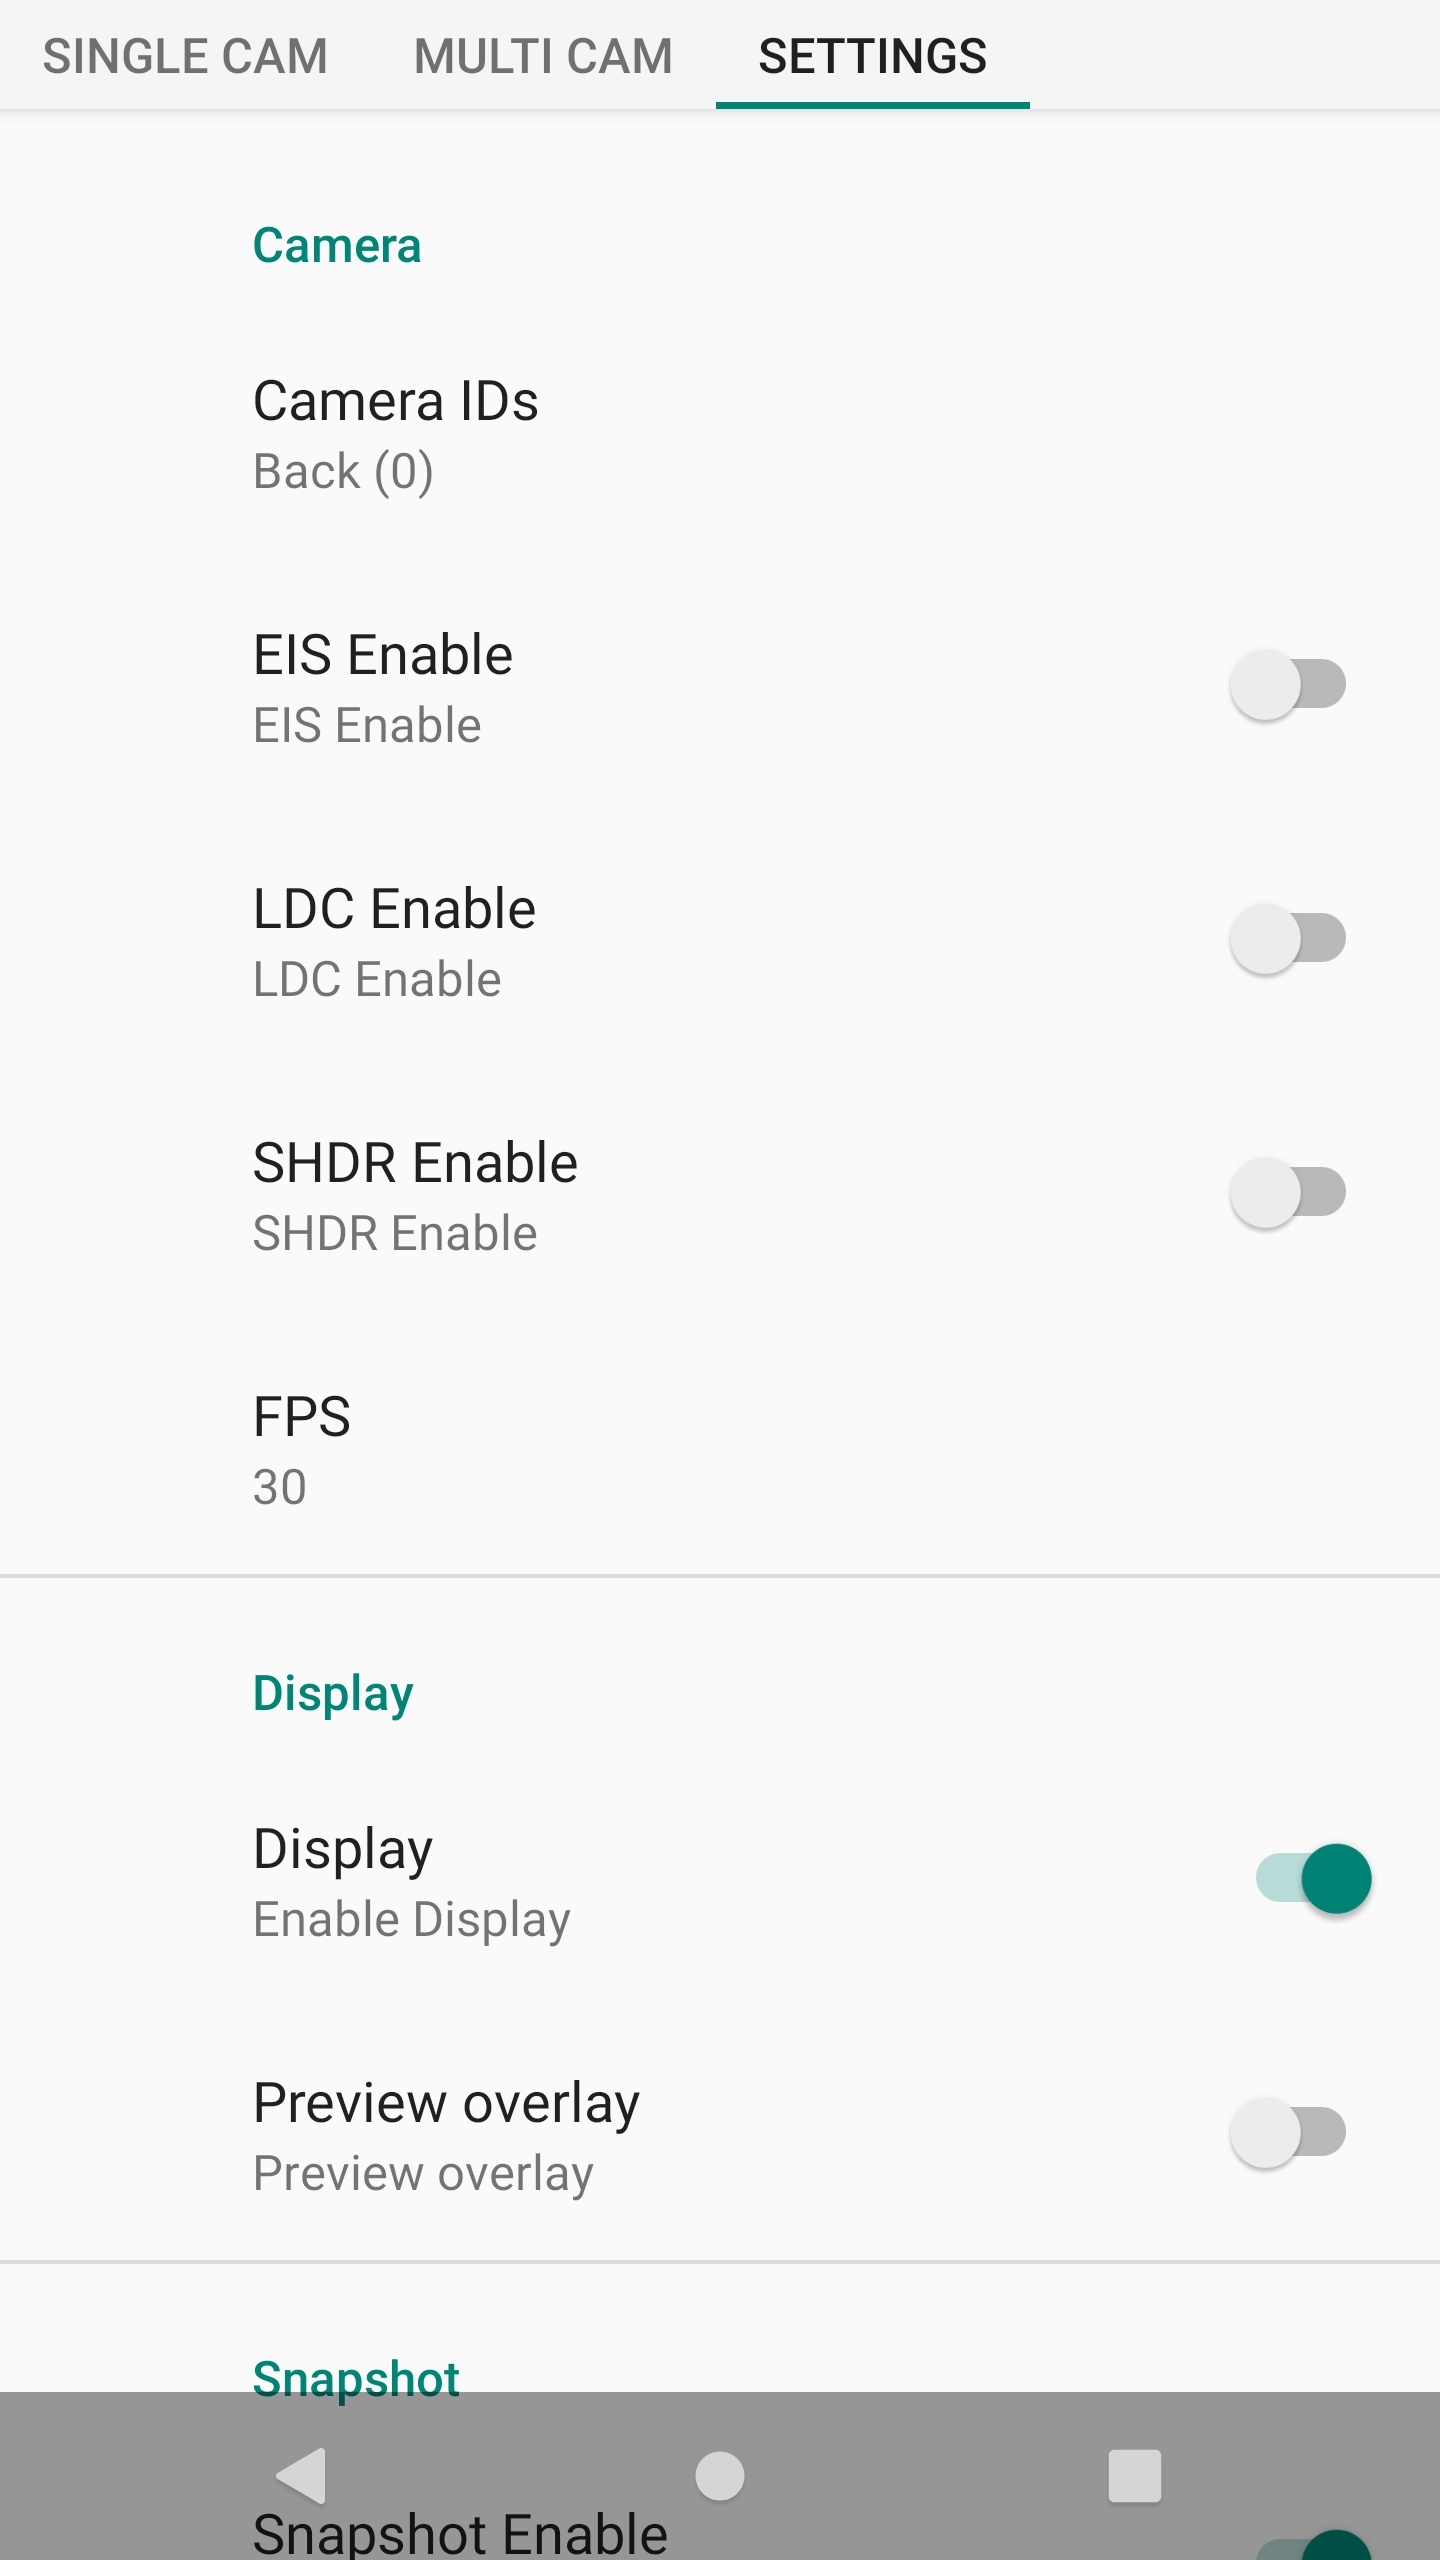 SINGLE CAM MULTI CAM SETTINGS
Camera
Camera IDs
Back (0)
EIS Enable
EIS Enable
LDC Enable
LDC Enable
SHDR Enable
SHDR Enable
FPS
30
Display
Display
Enable Display
Preview overlay
Preview overlay
Snapshot
Snapshot Enable